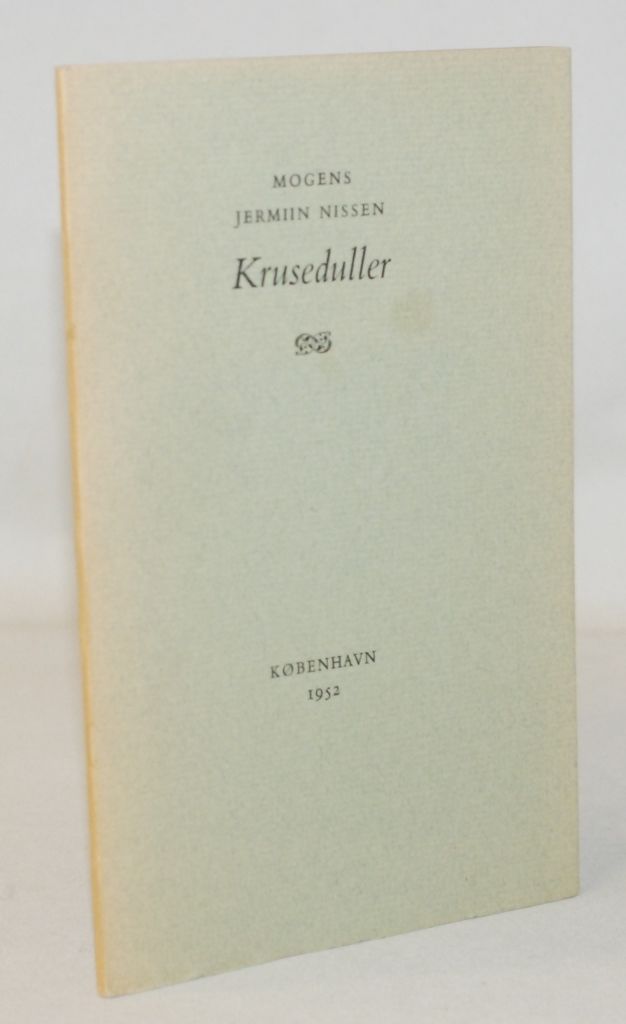 MOGENS
JERMIIN NISSEN
Kruseduller
KØBENHAVN
1952